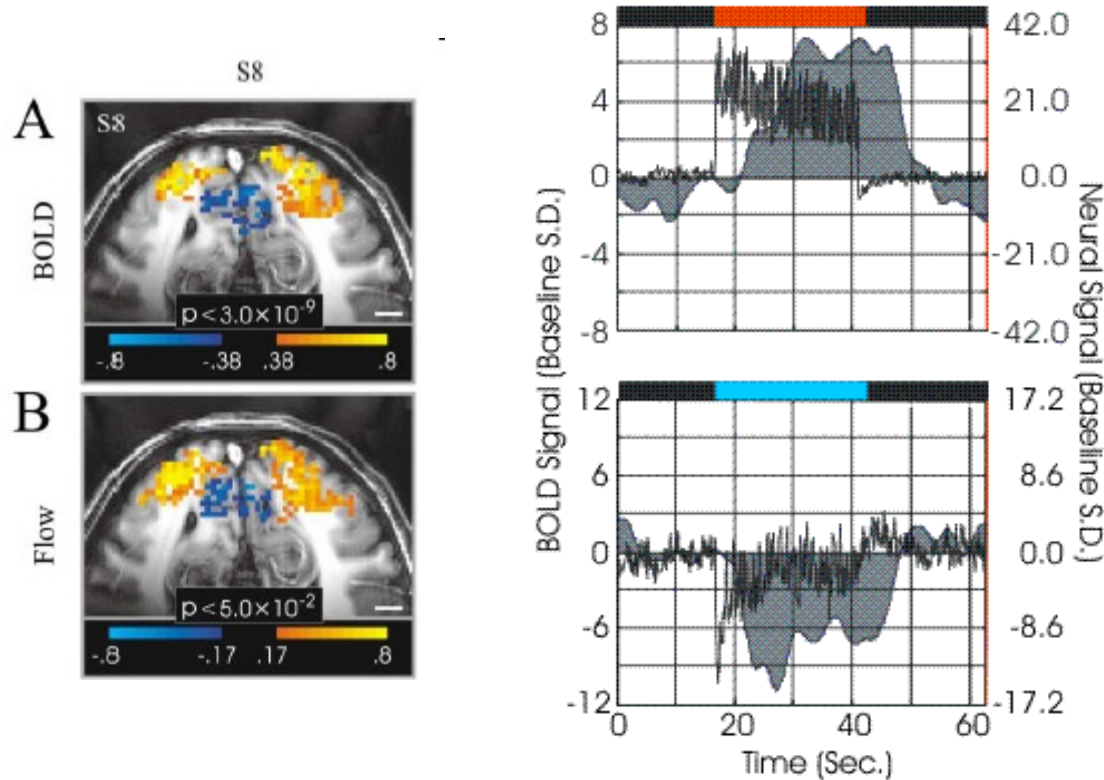 S8
A
S8
BOLD
p < 3.0×10⁻⁹
-.8 -.38 .38 .8
B
Flow
p < 5.0×10⁻²
-.8 -.17 .17 .8
8
4
0
-4
-8
42.0
21.0
0.0
-21.0
-42.0
12
6
0
-6
-12
17.2
8.6
0.0
-8.6
-17.2
BOLD Signal (Baseline S.D.)
Neural Signal (Baseline S.D.)
0 20 40 60
Time (Sec.)